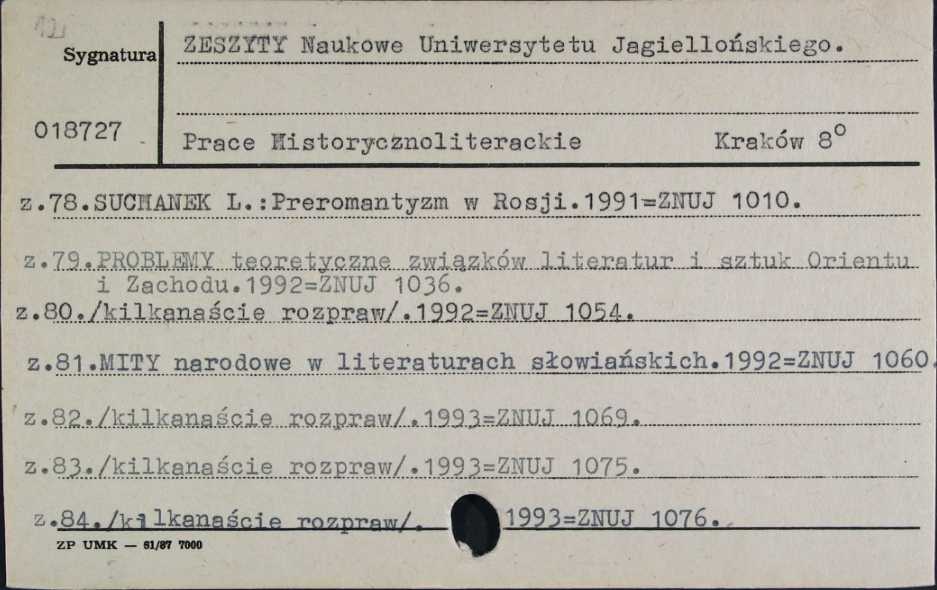 12
Sygnatura
ZESZYTY Naukowe Uniwersytetu Jagiellońskiego.
018727
Prace Historycznoliterackie Kraków 8°
z.78.SUCHANEK L.:Preromantyzm w Rosji.1991=ZNUJ 1010.
z.79.PROBLEMY teoretyczne związków literatur i sztuk Orientu
i Zachodu.1992=ZNUJ 1036.
z.80./kilkanaście rozpraw/.1992=ZNUJ 1054.
z.81.MITY narodowe w literaturach słowiańskich.1992=ZNUJ 1060.
z.82./kilkanaście rozpraw/.1993=ZNUJ 1069.
z.83./kilkanaście rozpraw/.1993=ZNUJ 1075.
z.84./kilkanaście rozpraw/. 1993=ZNUJ 1076.
ZP UMK — 61/87 7000